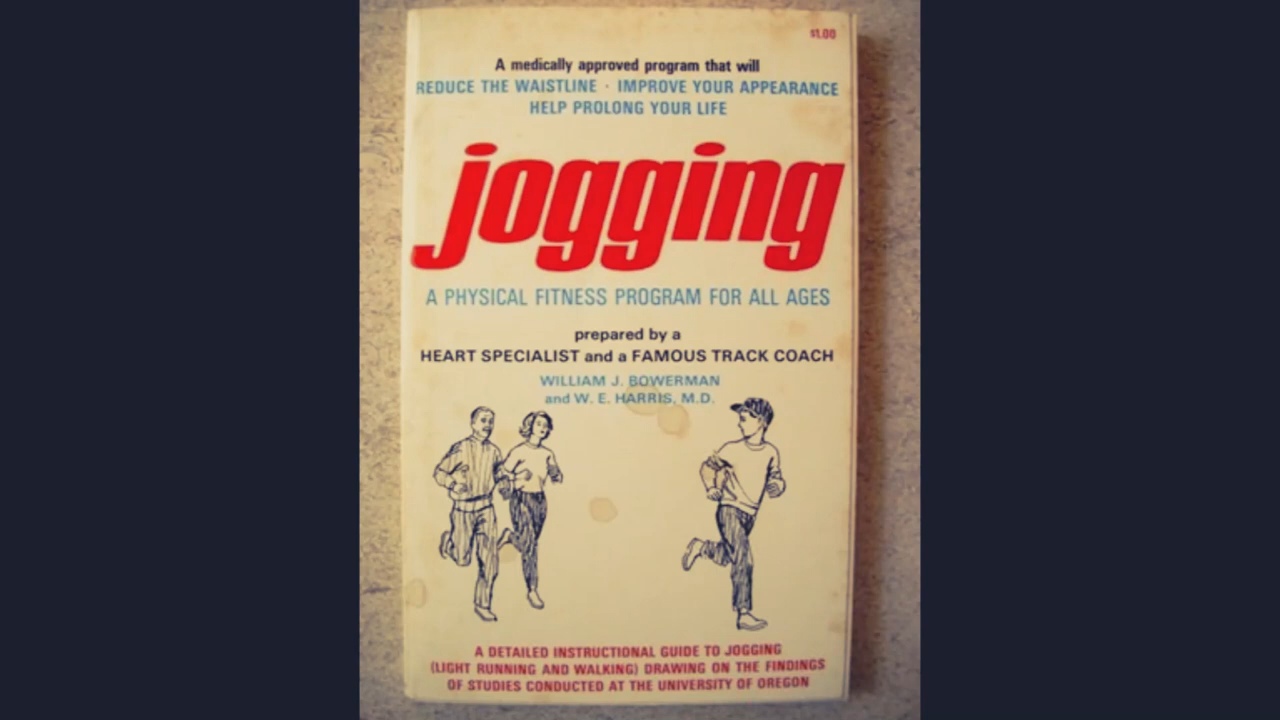 $1.00
A medically approved program that will
REDUCE THE WAISTLINE · IMPROVE YOUR APPEARANCE
HELP PROLONG YOUR LIFE
jogging
A PHYSICAL FITNESS PROGRAM FOR ALL AGES
prepared by a
HEART SPECIALIST and a FAMOUS TRACK COACH
WILLIAM J. BOWERMAN
and W. E. HARRIS, M.D.
A DETAILED INSTRUCTIONAL GUIDE TO JOGGING
(LIGHT RUNNING AND WALKING) DRAWING ON THE FINDINGS
OF STUDIES CONDUCTED AT THE UNIVERSITY OF OREGON